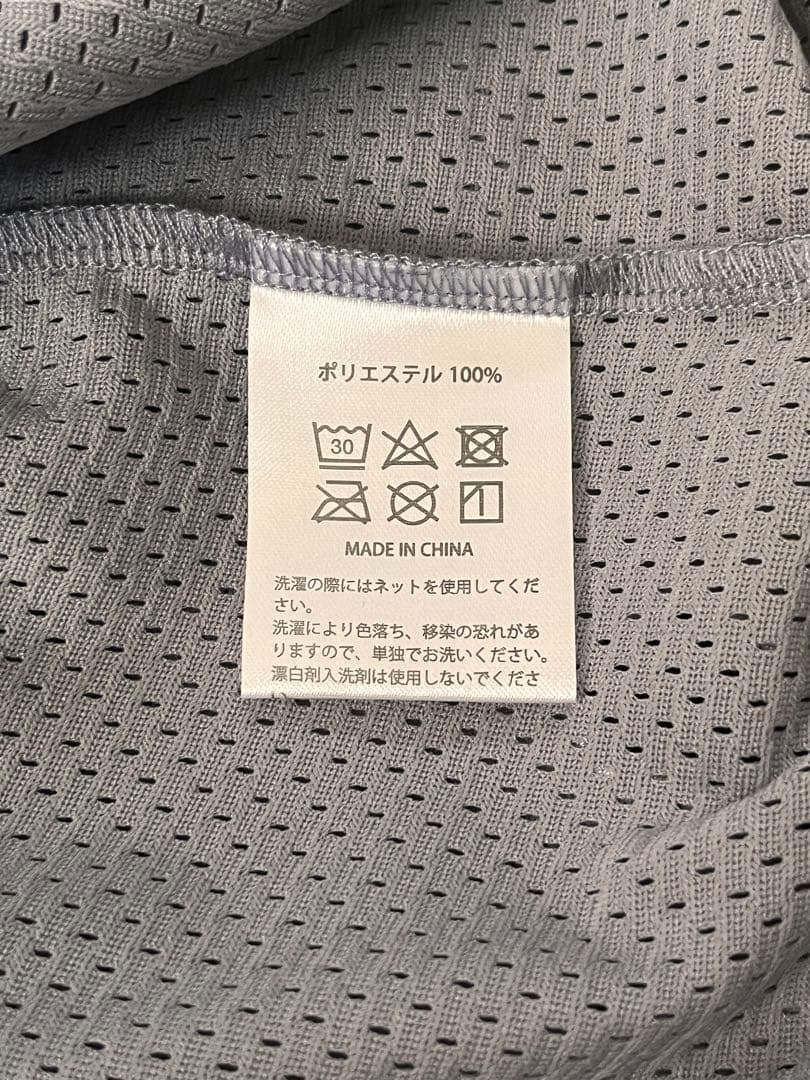 ポリエステル 100%
30
MADE IN CHINA
洗濯の際にはネットを使用してくだ
さい。
洗濯により色落ち、移染の恐れがあ
りますので、単独でお洗いください。
漂白剤入洗剤は使用しないでくださ